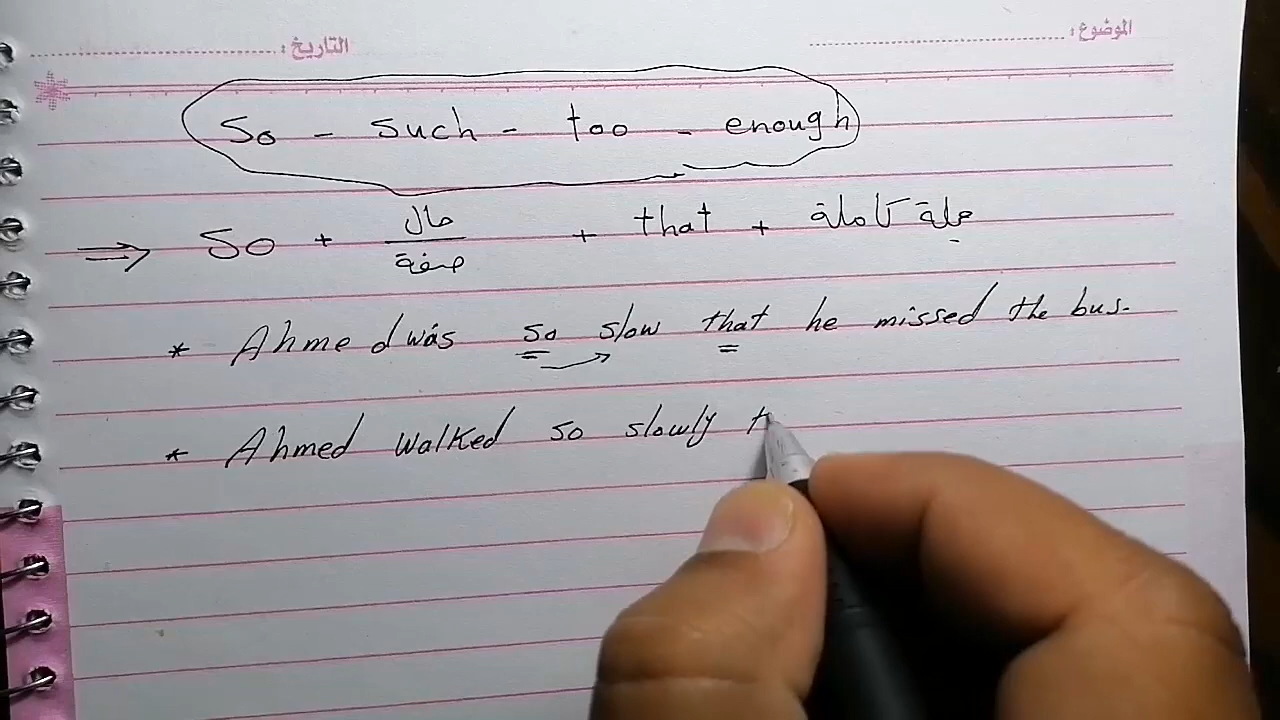 الموضوع: التاريخ:
so - such - too - enough
⇒ so + حال / صفة + that + جملة كاملة
* Ahmed was so slow that he missed the bus.
* Ahmed walked so slowly t